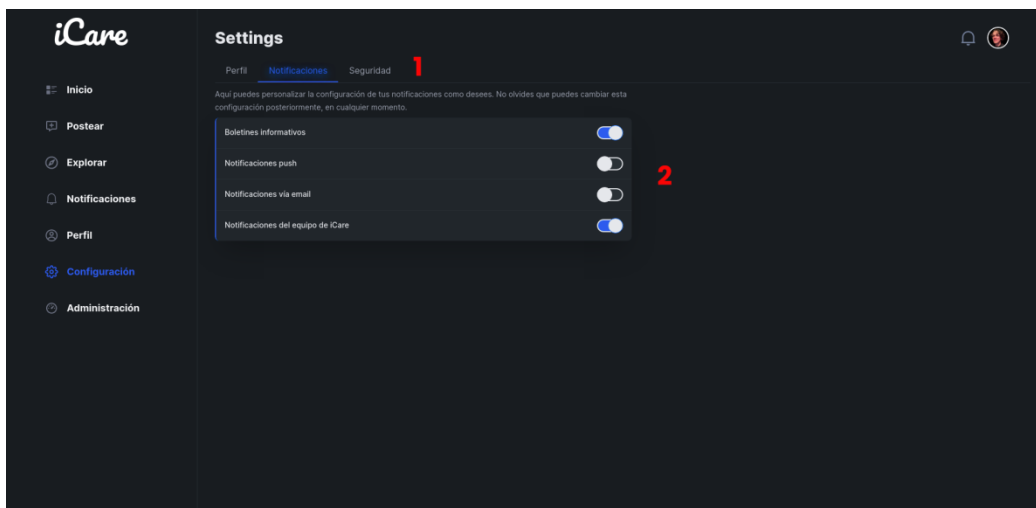 iCare
Settings
Perfil Notificaciones Seguridad
1
Aquí puedes personalizar la configuración de tus notificaciones como desees. No olvides que puedes cambiar esta
configuración posteriormente, en cualquier momento.
Inicio
Postear
Explorar
Notificaciones
Perfil
Configuración
Administración
Boletines informativos
Notificaciones push
Notificaciones vía email
Notificaciones del equipo de iCare
2